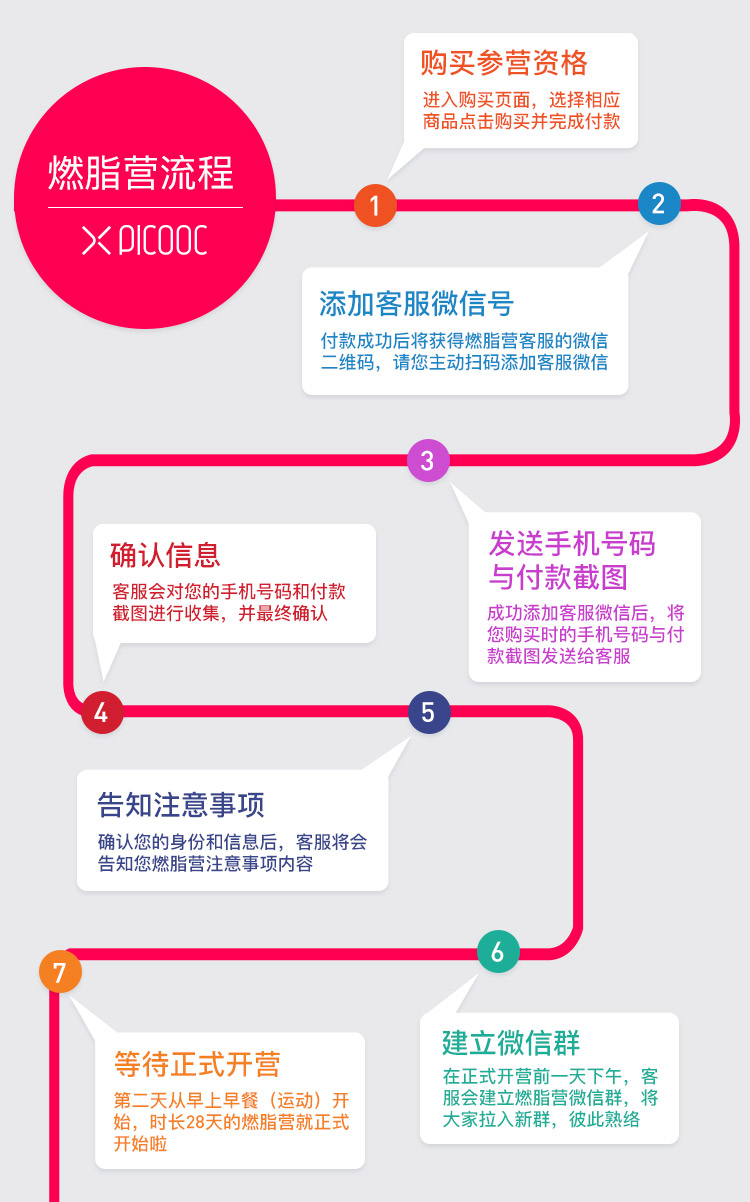 燃脂营流程
PICOOC
1
购买参营资格
进入购买页面，选择相应
商品点击购买并完成付款
2
添加客服微信号
付款成功后将获得燃脂营客服的微信
二维码，请您主动扫码添加客服微信
3
发送手机号码
与付款截图
成功添加客服微信后，将
您购买时的手机号码与付
款截图发送给客服
4
确认信息
客服会对您的手机号码和付款
截图进行收集，并最终确认
5
告知注意事项
确认您的身份和信息后，客服将会
告知您燃脂营注意事项内容
6
建立微信群
在正式开营前一天下午，客
服会建立燃脂营微信群，将
大家拉入新群，彼此熟络
7
等待正式开营
第二天从早上早餐（运动）开
始，时长28天的燃脂营就正式
开始啦